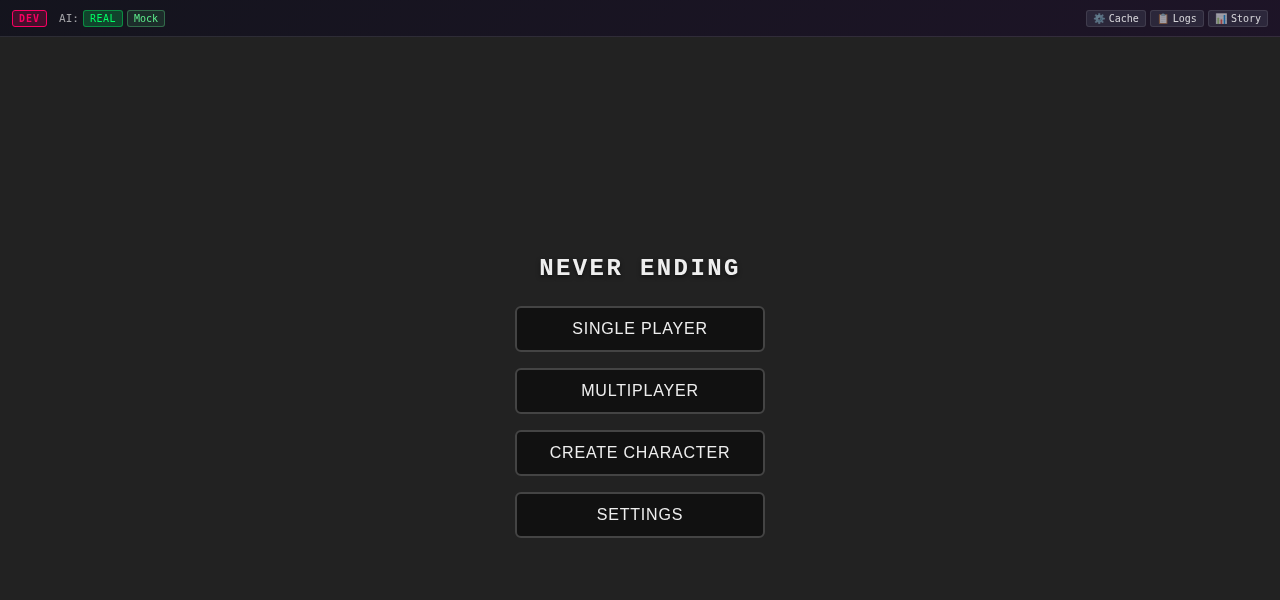 DEV AI: REAL Mock ⚙️ Cache 📋 Logs 📊 Story
NEVER ENDING
SINGLE PLAYER
MULTIPLAYER
CREATE CHARACTER
SETTINGS